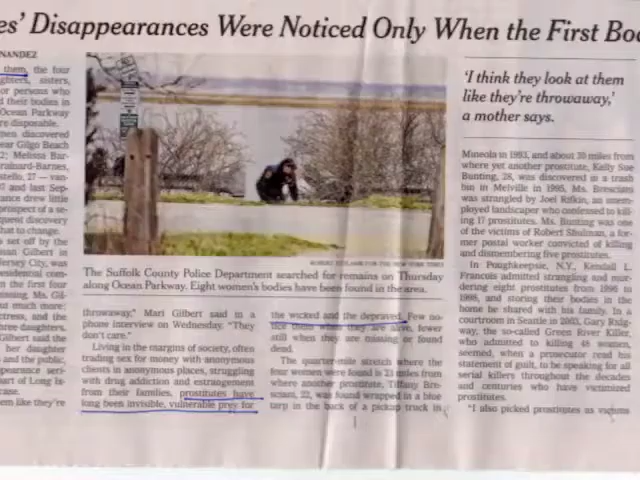 es' Disappearances Were Noticed Only When the First Bo
NANDEZ
them, the four
ghters, sisters,
or persons who
d their bodies in
Ocean Parkway
re disposable.
men discovered
ear Gilgo Beach
2; Melissa Bar-
rainard-Barnes,
stello, 27 — van-
and last Sep-
ance drew little
prospect of a se-
quent discovery
that to change.
s set off by the
nan Gilbert in
ersey City, was
esidential com-
n the first four
issing, Ms. Gil-
as much more:
ctress, and the
hree daughters.
Gilbert said the
her daughter
and the public,
pearance seri-
art of Long Is-
case.
em like they're
The Suffolk County Police Department searched for remains on Thursday
along Ocean Parkway. Eight women's bodies have been found in the area.
throwaway," Mari Gilbert said in a
phone interview on Wednesday. "They
don't care."
Living in the margins of society, often
trading sex for money with anonymous
clients in anonymous places, struggling
with drug addiction and estrangement
from their families, prostitutes have
long been invisible, vulnerable prey for
the wicked and the depraved. Few no-
tice them when they are alive, fewer
still when they are missing or found
dead.
The quarter-mile stretch where the
four women were found is 23 miles from
where another prostitute, Tiffany Bre-
sciani, 22, was found wrapped in a blue
tarp in the back of a pickup truck in
'I think they look at them
like they're throwaway,'
a mother says.
Mineola in 1993, and about 20 miles from
where yet another prostitute, Kelly Sue
Bunting, 28, was discovered in a trash
bin in Melville in 1995. Ms. Bresciani
was strangled by Joel Rifkin, an unem-
ployed landscaper who confessed to kill-
ing 17 prostitutes. Ms. Bunting was one
of the victims of Robert Shulman, a for-
mer postal worker convicted of killing
and dismembering five prostitutes.
In Poughkeepsie, N.Y., Kendall L.
Francois admitted strangling and mur-
dering eight prostitutes from 1996 to
1998, and storing their bodies in the
home he shared with his family. In a
courtroom in Seattle in 2003, Gary Ridg-
way, the so-called Green River Killer,
who admitted to killing 48 women,
seemed, when a prosecutor read his
statement of guilt, to be speaking for all
serial killers throughout the decades
and centuries who have victimized
prostitutes.
"I also picked prostitutes as victims